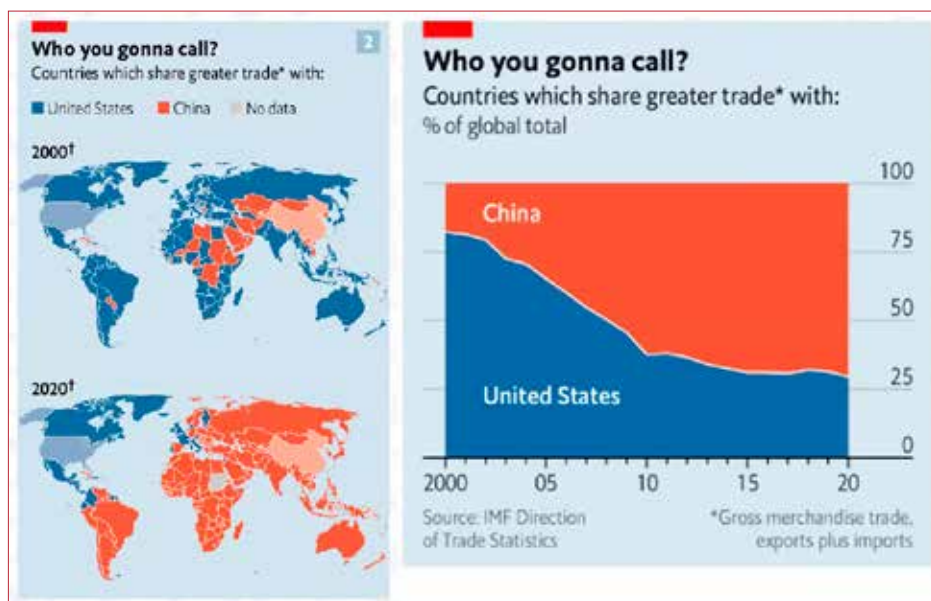 Who you gonna call?
2
Countries which share greater trade* with:
United States China No data
2000†
2020†
Who you gonna call?
Countries which share greater trade* with:
% of global total
100
China
75
50
United States
25
0
2000 05 10 15 20
Source: IMF Direction
of Trade Statistics
*Gross merchandise trade,
exports plus imports